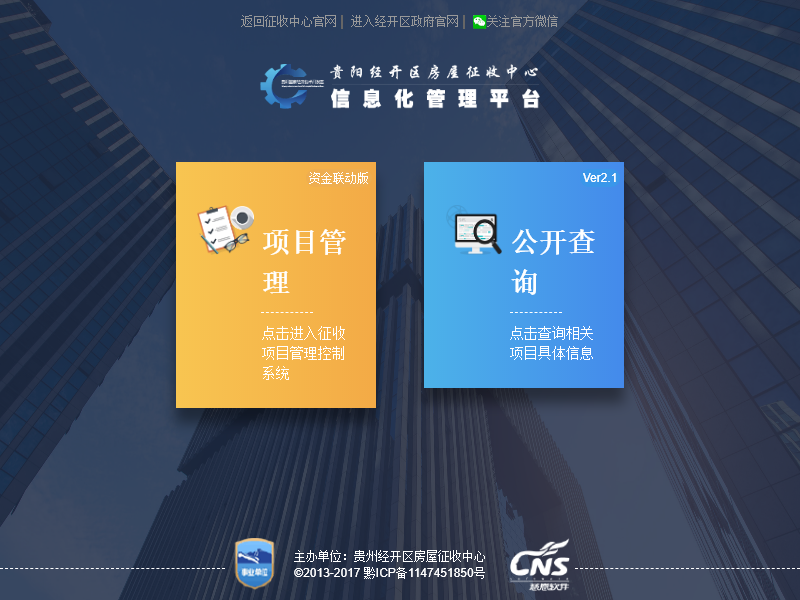 返回征收中心官网 | 进入经开区政府官网 | 关注官方微信
贵阳经开区房屋征收中心
信息化管理平台
资金联动版
项目管
理
-----------
点击进入征收
项目管理控制
系统
Ver2.1
公开查
询
-----------
点击查询相关
项目具体信息
事业单位
主办单位：贵州经开区房屋征收中心
©2013-2017 黔ICP备1147451850号
CNS